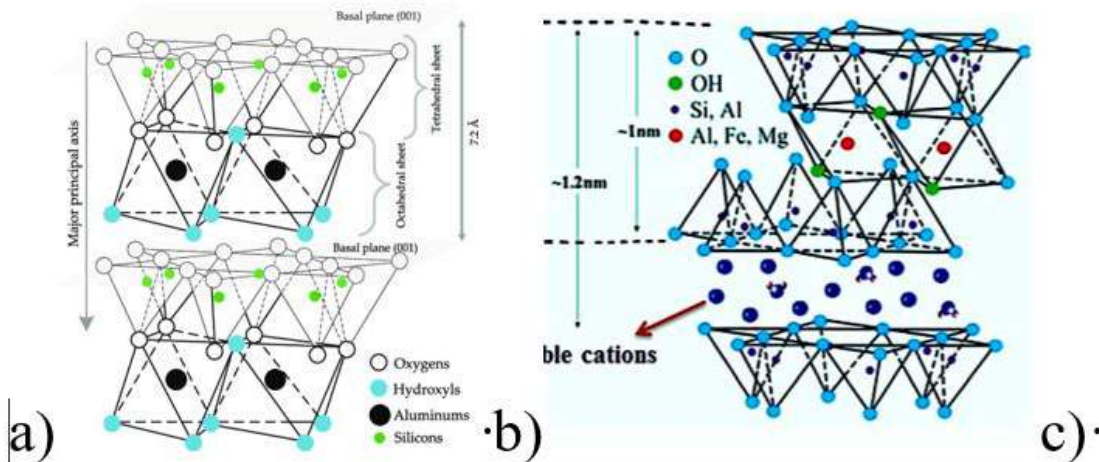 Basal plane (001)
Major principal axis
Tetrahedral sheet
Octahedral sheet
7.2 Å
Basal plane (001)
Oxygens
Hydroxyls
Aluminums
Silicons
a)
O
OH
Si, Al
Al, Fe, Mg
~1nm
~1.2nm
ble cations
·b)
c)·